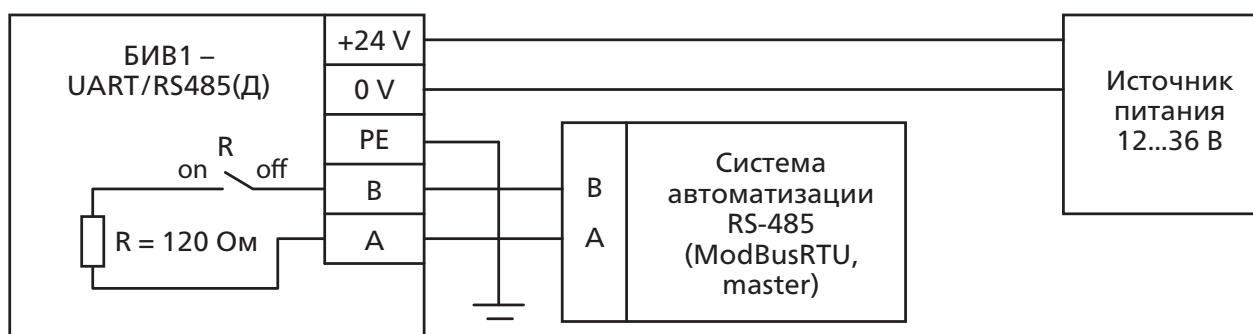 БИВ1 –
UART/RS485(Д)
+24 V
0 V
PE
B
A
R
on
off
R = 120 Ом
B
A
Система
автоматизации
RS-485
(ModBusRTU,
master)
Источник
питания
12...36 В